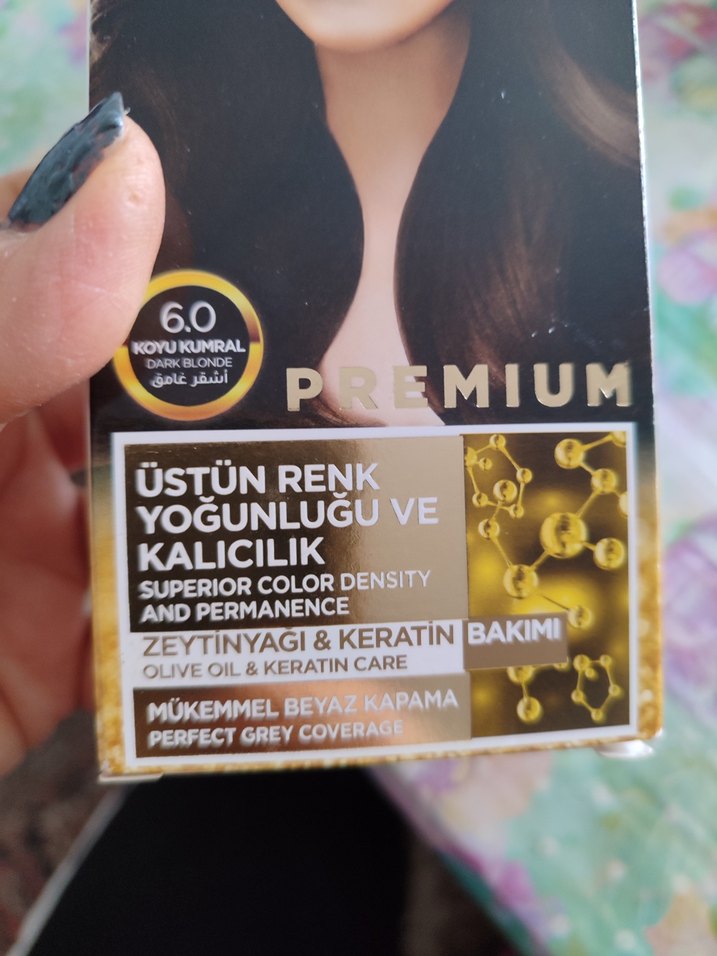 6.0
KOYU KUMRAL
DARK BLONDE
أشقر غامق
PREMIUM
ÜSTÜN RENK
YOĞUNLUĞU VE
KALICILIK
SUPERIOR COLOR DENSITY
AND PERMANENCE
ZEYTİNYAĞI & KERATİN BAKIMI
OLIVE OIL & KERATIN CARE
MÜKEMMEL BEYAZ KAPAMA
PERFECT GREY COVERAGE